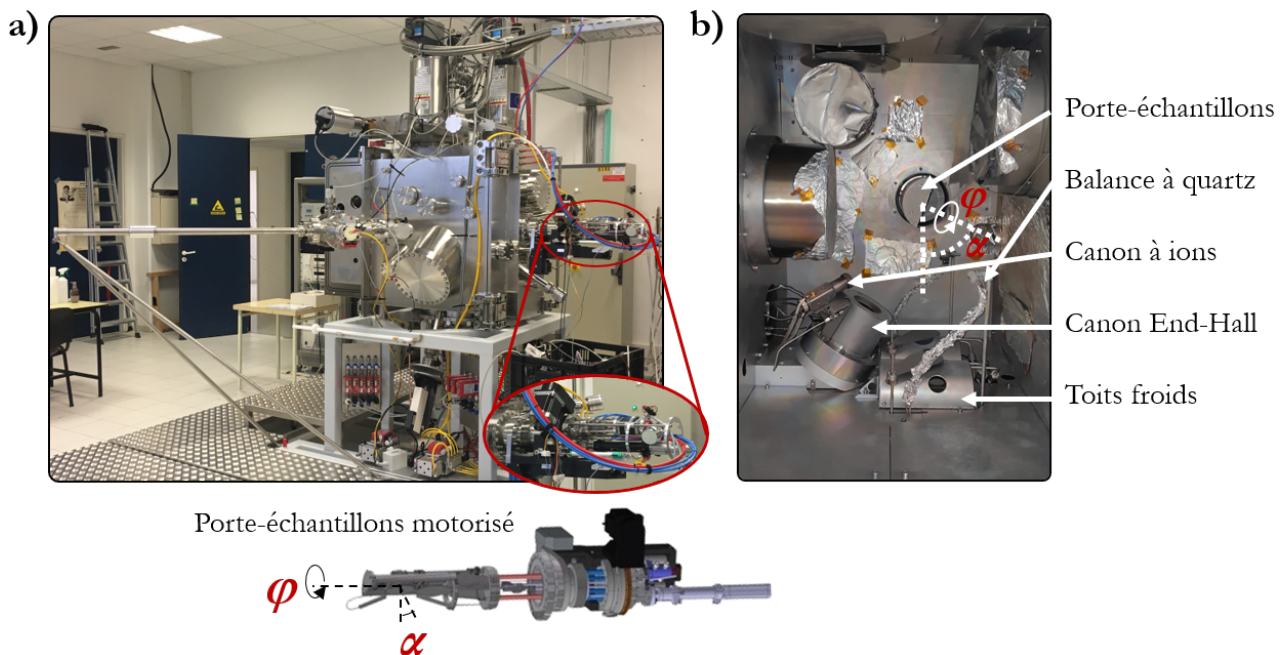 a)
b)
Porte-échantillons
Balance à quartz
Canon à ions
Canon End-Hall
Toits froids
φ
α
Porte-échantillons motorisé
φ
α